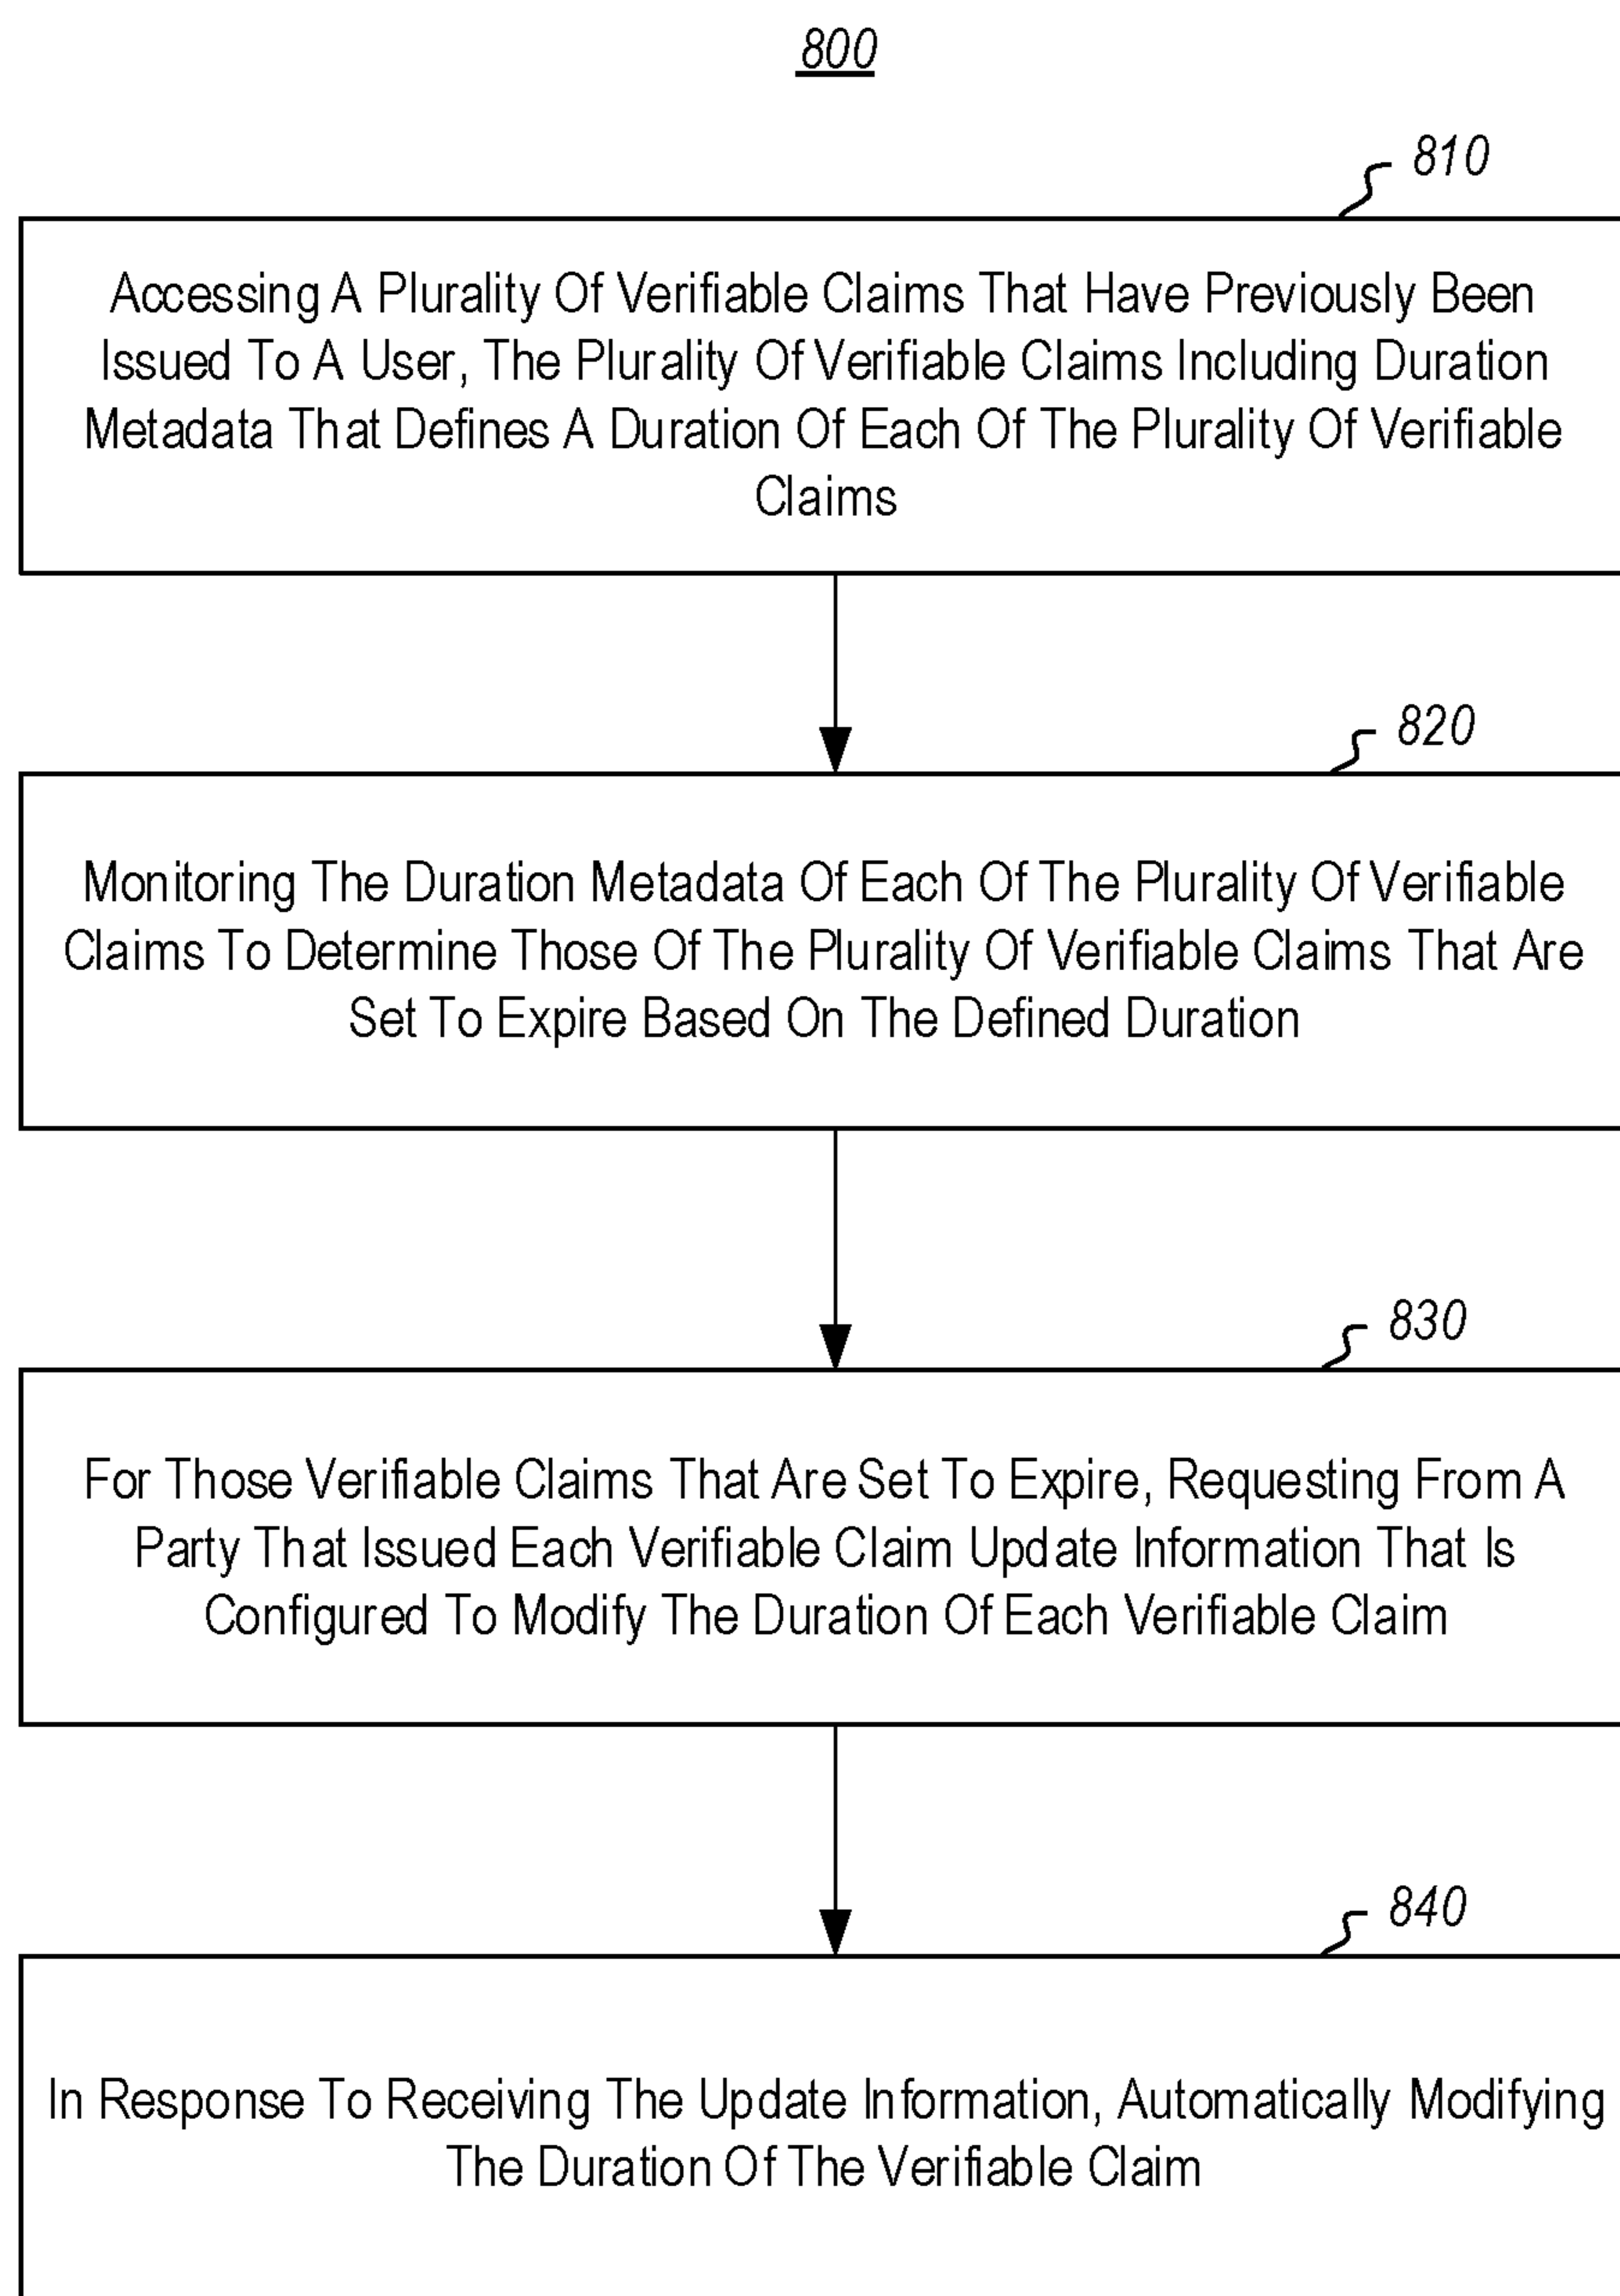 800
810
Accessing A Plurality Of Verifiable Claims That Have Previously Been
Issued To A User, The Plurality Of Verifiable Claims Including Duration
Metadata That Defines A Duration Of Each Of The Plurality Of Verifiable
Claims
820
Monitoring The Duration Metadata Of Each Of The Plurality Of Verifiable
Claims To Determine Those Of The Plurality Of Verifiable Claims That Are
Set To Expire Based On The Defined Duration
830
For Those Verifiable Claims That Are Set To Expire, Requesting From A
Party That Issued Each Verifiable Claim Update Information That Is
Configured To Modify The Duration Of Each Verifiable Claim
840
In Response To Receiving The Update Information, Automatically Modifying
The Duration Of The Verifiable Claim